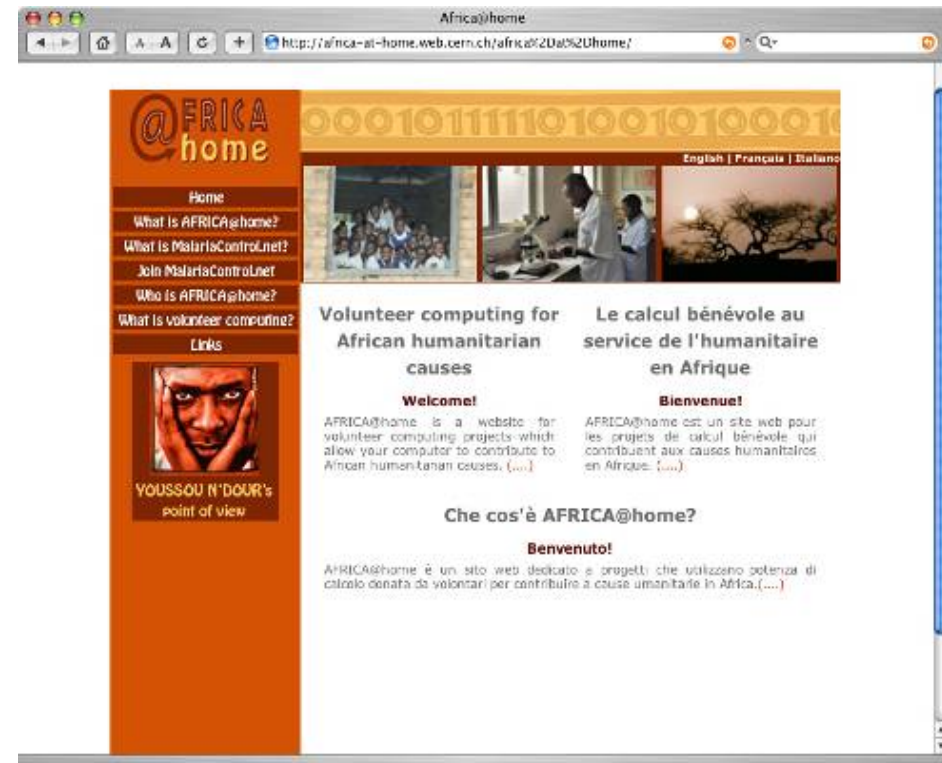 Africa@home
A A
http://africa-at-home.web.cern.ch/africa%2Dat%2Dhome/
@FRICA
home
0001011111010010100010
English | Français | Italiano
Home
What is AFRICA@home?
What is MalariaControl.net?
Join MalariaControl.net
Who is AFRICA@home?
What is volunteer computing?
Links
YOUSSOU N'DOUR's
point of view
Volunteer computing for
African humanitarian
causes
Welcome!
AFRICA@home is a website for
volunteer computing projects which
allow your computer to contribute to
African humanitarian causes. (....)
Le calcul bénévole au
service de l'humanitaire
en Afrique
Bienvenue!
AFRICA@home est un site web pour
les projets de calcul bénévole qui
contribuent aux causes humanitaires
en Afrique. (....)
Che cos'è AFRICA@home?
Benvenuto!
AFRICA@home è un sito web dedicato a progetti che utilizzano potenza di
calcolo donata da volontari per contribuire a cause umanitarie in Africa.(....)